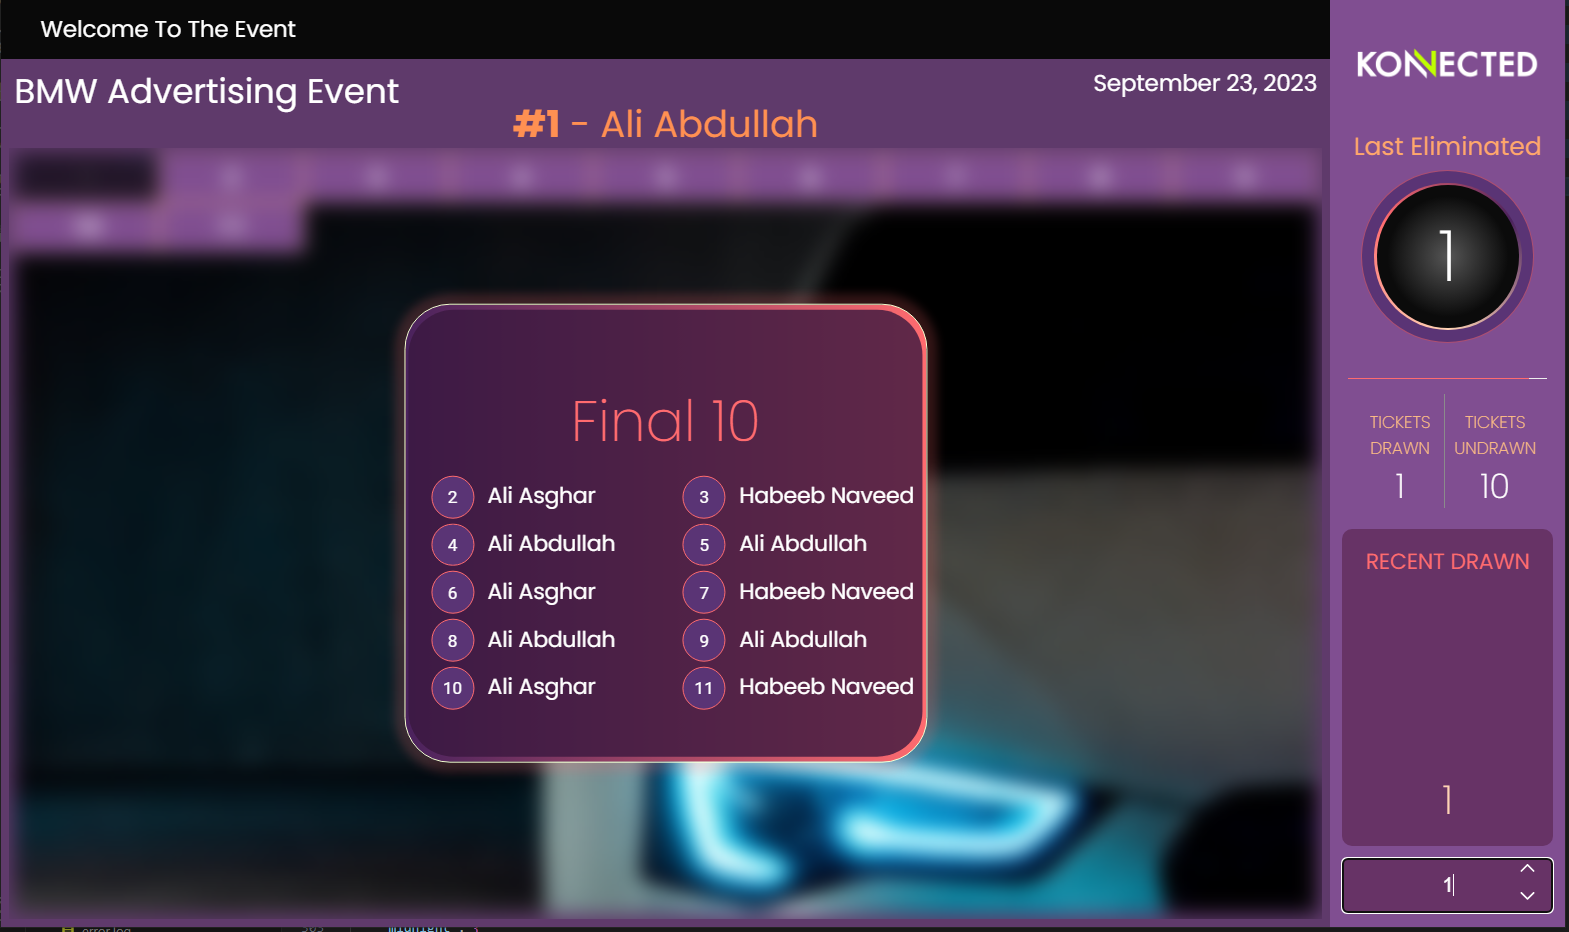 Welcome To The Event
BMW Advertising Event
September 23, 2023
#1 - Ali Abdullah
Final 10
2 Ali Asghar
3 Habeeb Naveed
4 Ali Abdullah
5 Ali Abdullah
6 Ali Asghar
7 Habeeb Naveed
8 Ali Abdullah
9 Ali Abdullah
10 Ali Asghar
11 Habeeb Naveed
KONNECTED
Last Eliminated
1
TICKETS DRAWN
1
TICKETS UNDRAWN
10
RECENT DRAWN
1
1